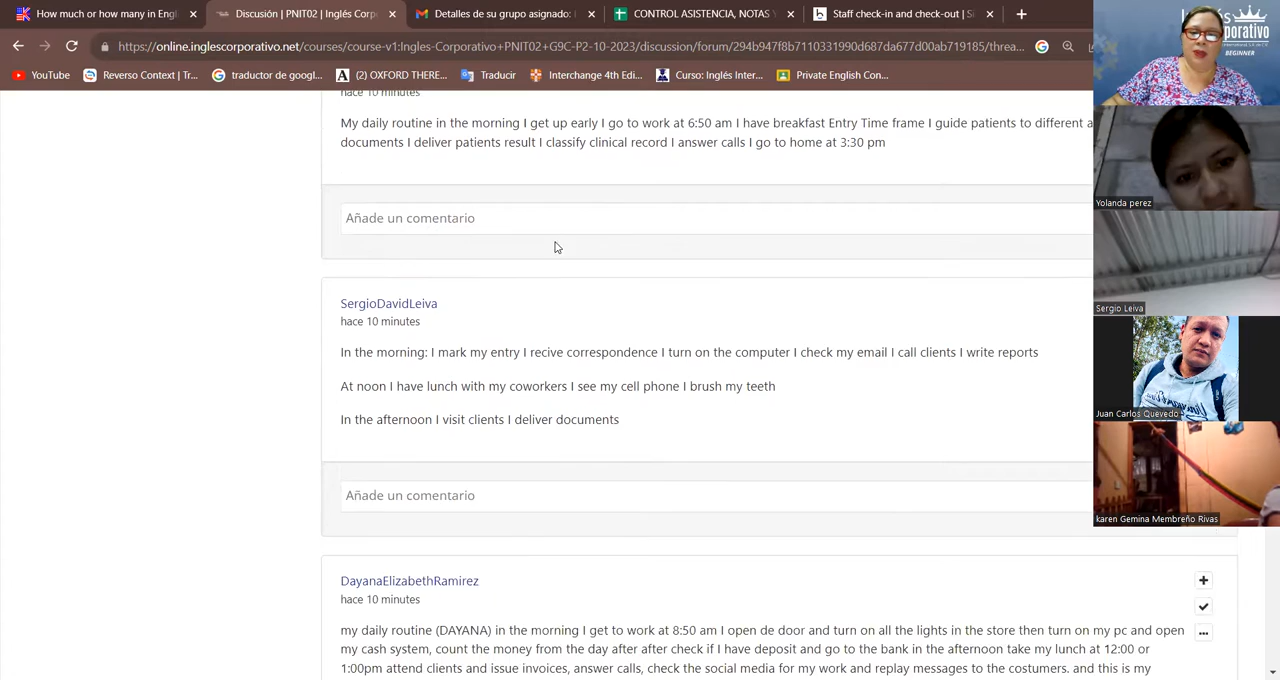 How much or how many in Engl
Discusión | PNIT02 | Inglés Corp
Detalles de su grupo asignado: I
CONTROL ASISTENCIA, NOTAS Y
Staff check-in and check-out | Si
https://online.inglescorporativo.net/courses/course-v1:Ingles-Corporativo+PNIT02+G9C-P2-10-2023/discussion/forum/294b947f8b7110331990d687da677d00ab719185/threa...
YouTube
Reverso Context | Tr...
traductor de googl...
(2) OXFORD THERE...
Traducir
Interchange 4th Edi...
Curso: Inglés Inter...
Private English Con...
hace 10 minutes
My daily routine in the morning I get up early I go to work at 6:50 am I have breakfast Entry Time frame I guide patients to different a
documents I deliver patients result I classify clinical record I answer calls I go to home at 3:30 pm
Añade un comentario
SergioDavidLeiva
hace 10 minutes
In the morning: I mark my entry I recive correspondence I turn on the computer I check my email I call clients I write reports
At noon I have lunch with my coworkers I see my cell phone I brush my teeth
In the afternoon I visit clients I deliver documents
Añade un comentario
DayanaElizabethRamirez
hace 10 minutes
my daily routine (DAYANA) in the morning I get to work at 8:50 am I open de door and turn on all the lights in the store then turn on my pc and open
my cash system, count the money from the day after after check if I have deposit and go to the bank in the afternoon take my lunch at 12:00 or
1:00pm attend clients and issue invoices, answer calls, check the social media for my work and replay messages to the costumers. and this is my
BEGINNER
Yolanda perez
Sergio Leiva
Juan Carlos Quevedo
karen Gemina Membreño Rivas